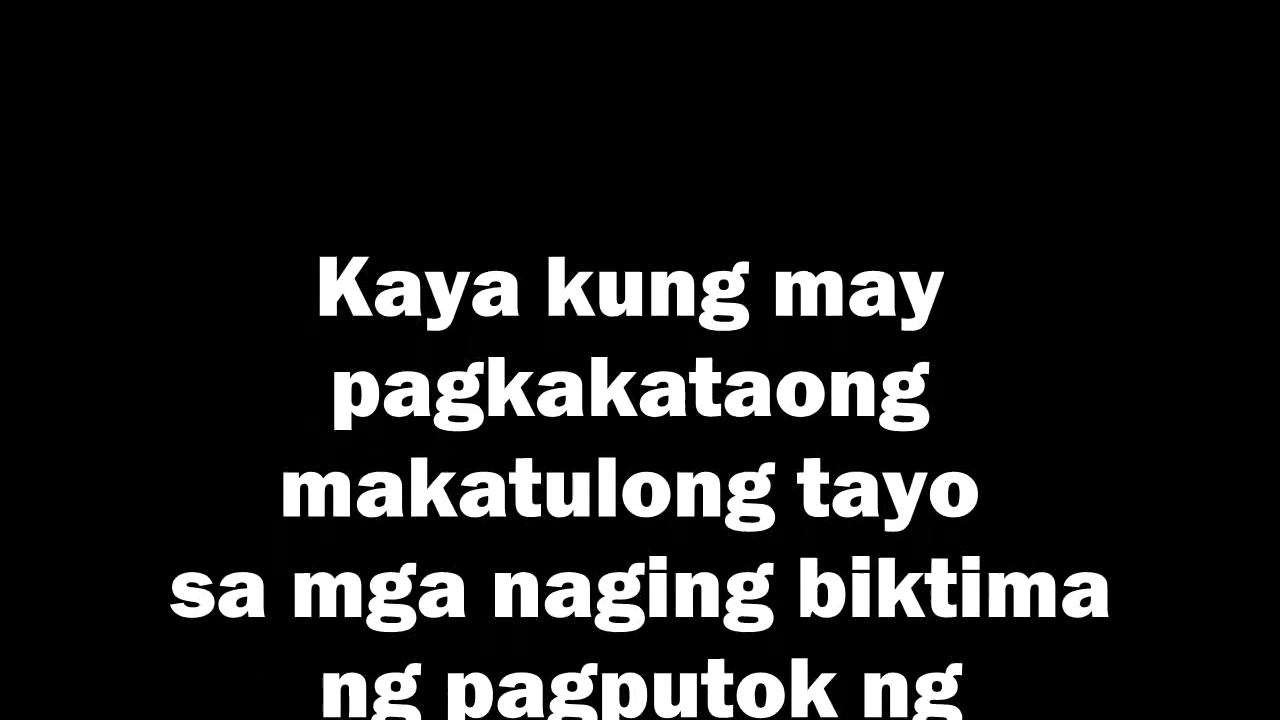 Kaya kung may
pagkakataong
makatulong tayo
sa mga naging biktima
ng pagputok ng